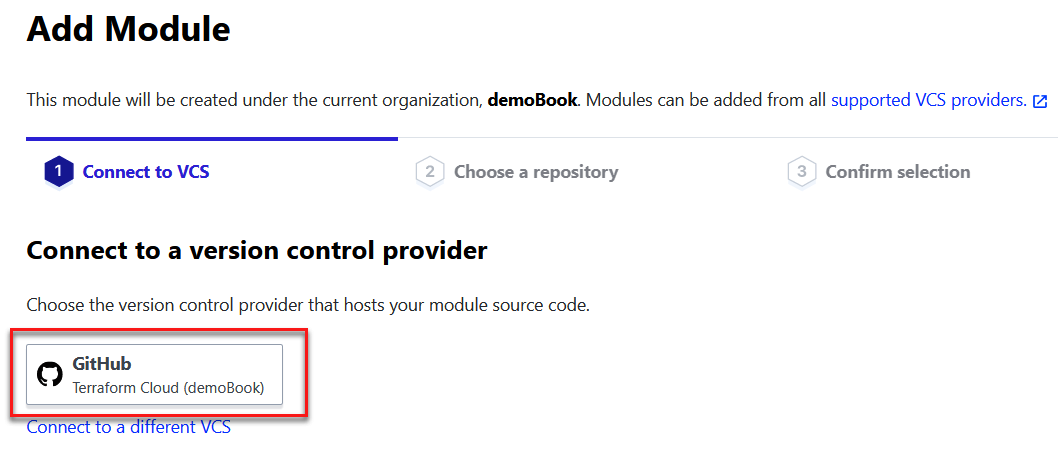 Add Module
This module will be created under the current organization, demoBook. Modules can be added from all supported VCS providers.
1 Connect to VCS
2 Choose a repository
3 Confirm selection
Connect to a version control provider
Choose the version control provider that hosts your module source code.
GitHub
Terraform Cloud (demoBook)
Connect to a different VCS